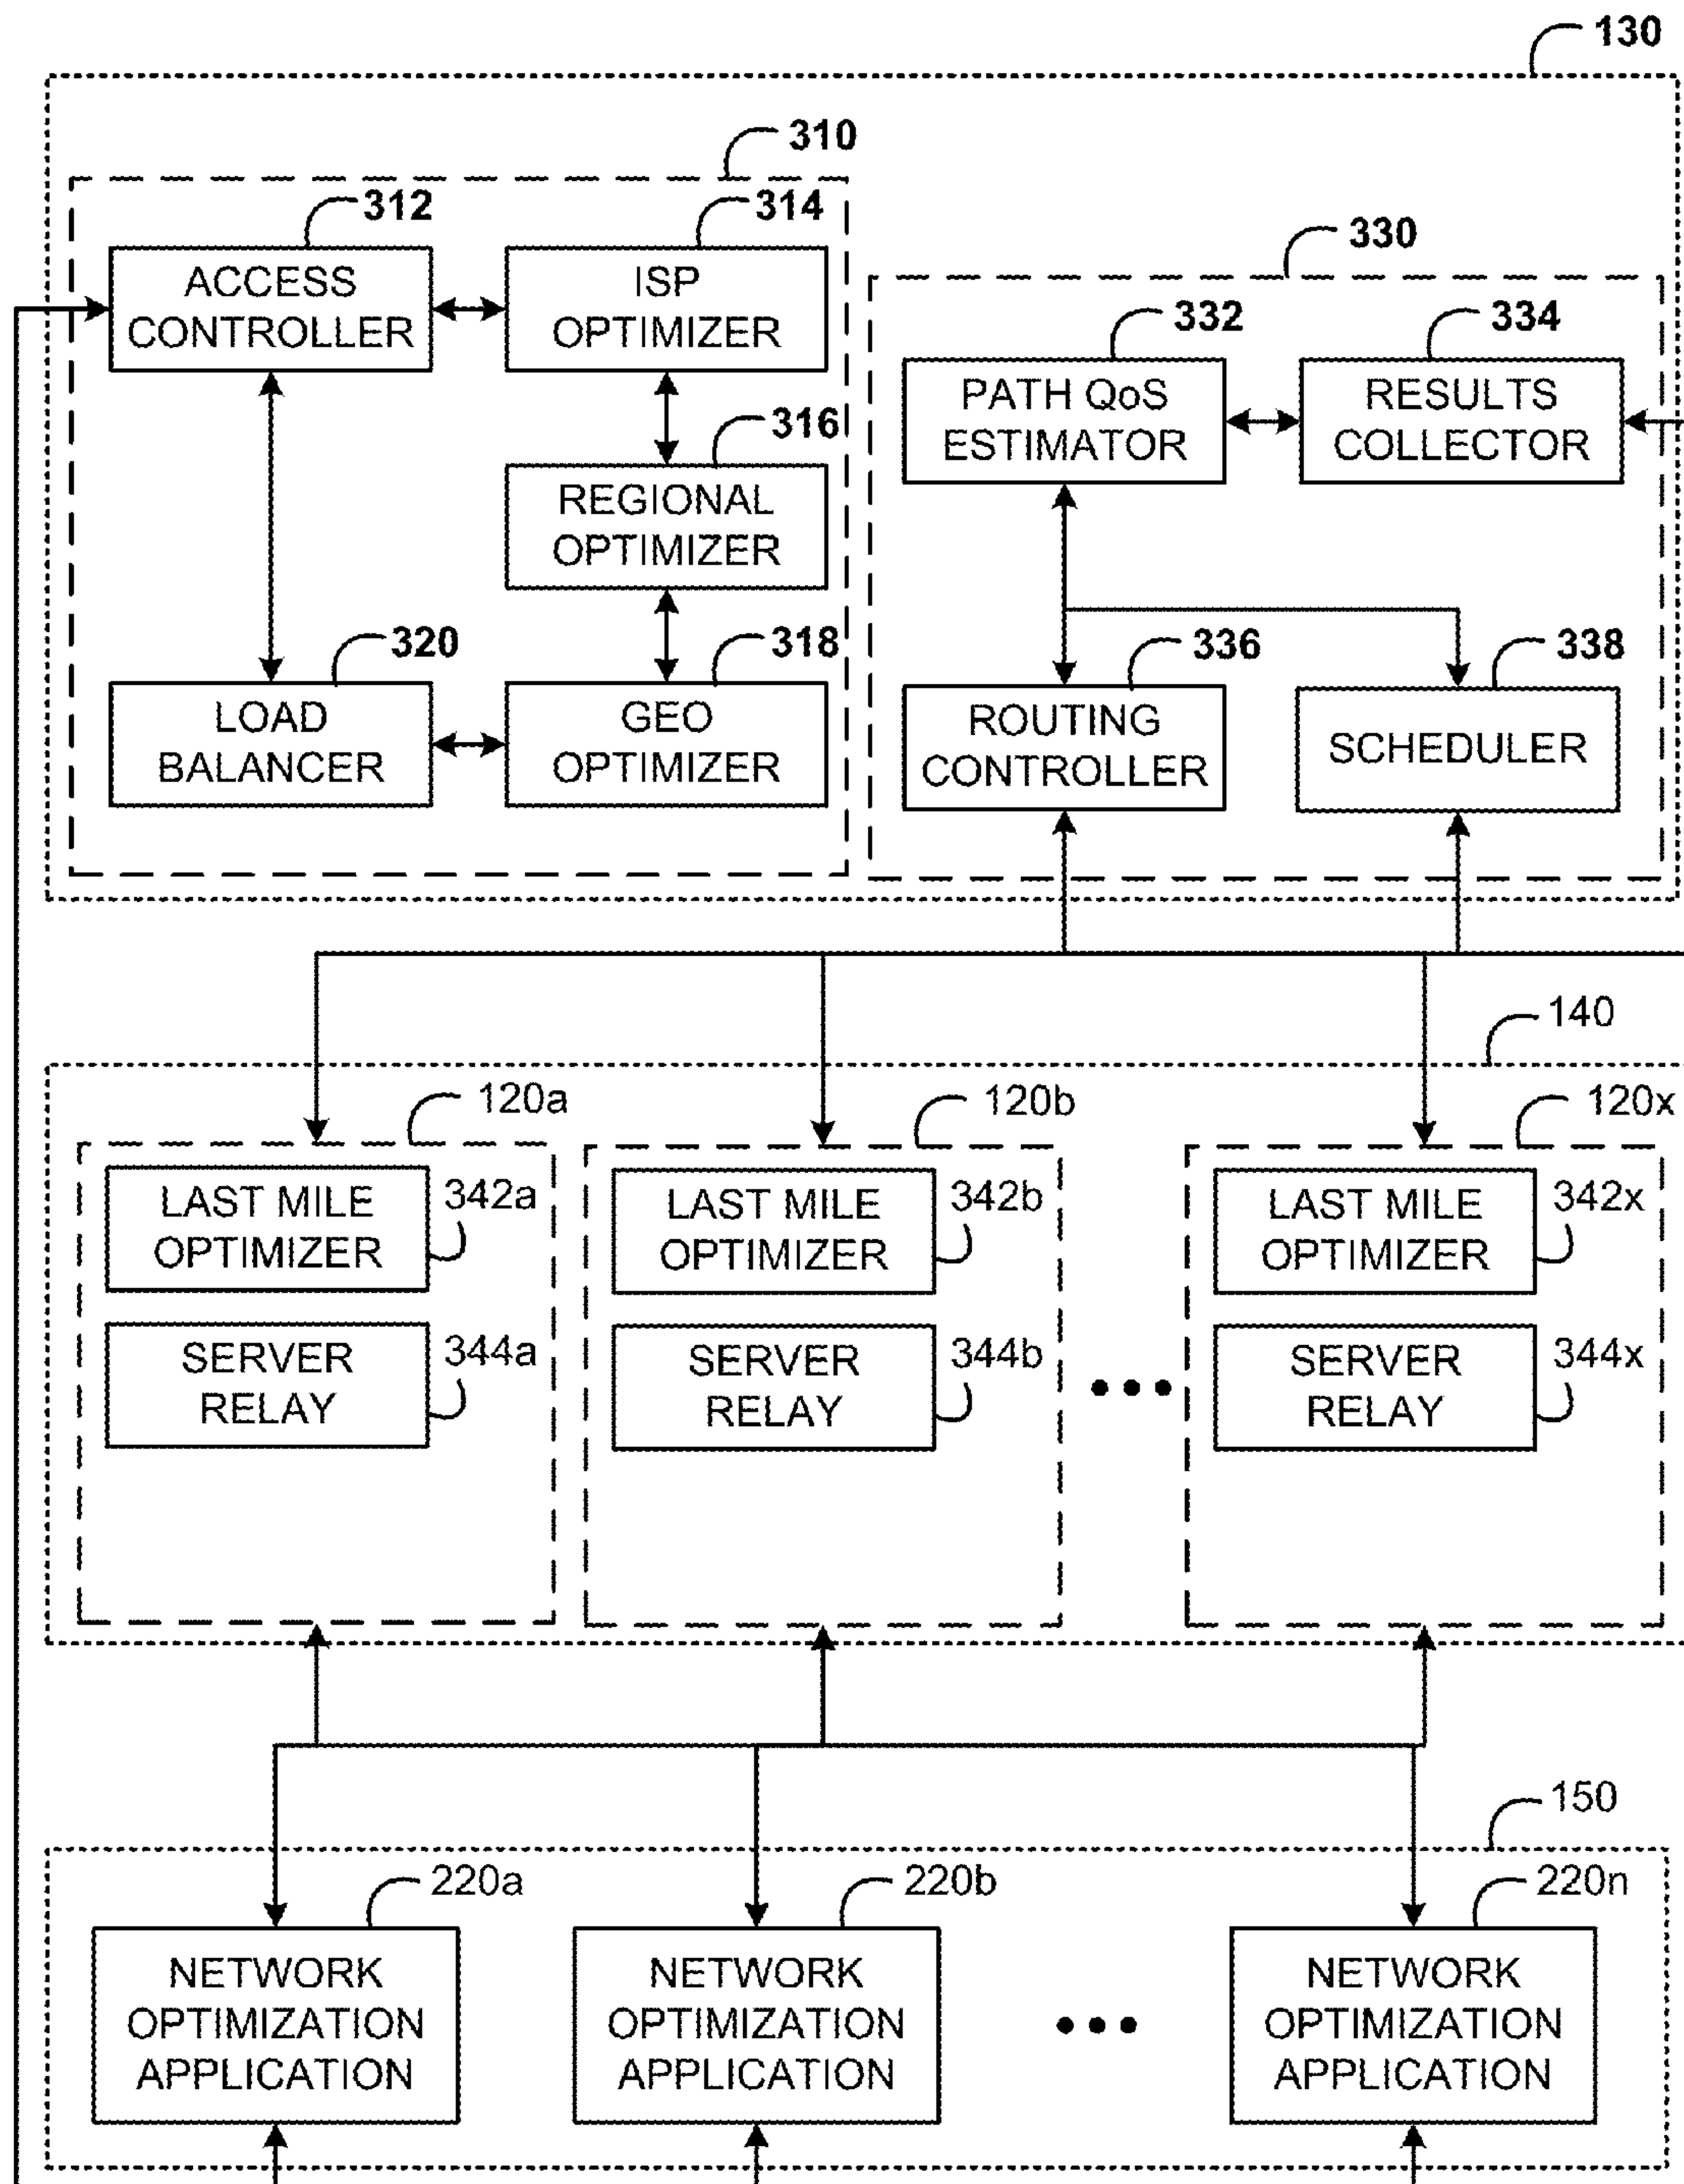 130
310
312
314
ACCESS
CONTROLLER
ISP
OPTIMIZER
316
REGIONAL
OPTIMIZER
320
318
LOAD
BALANCER
GEO
OPTIMIZER
330
332
334
PATH QoS
ESTIMATOR
RESULTS
COLLECTOR
336
338
ROUTING
CONTROLLER
SCHEDULER
140
120a
120b
120x
LAST MILE
OPTIMIZER
342a
SERVER
RELAY
344a
LAST MILE
OPTIMIZER
342b
SERVER
RELAY
344b
LAST MILE
OPTIMIZER
342x
SERVER
RELAY
344x
150
220a
220b
220n
NETWORK
OPTIMIZATION
APPLICATION
NETWORK
OPTIMIZATION
APPLICATION
NETWORK
OPTIMIZATION
APPLICATION